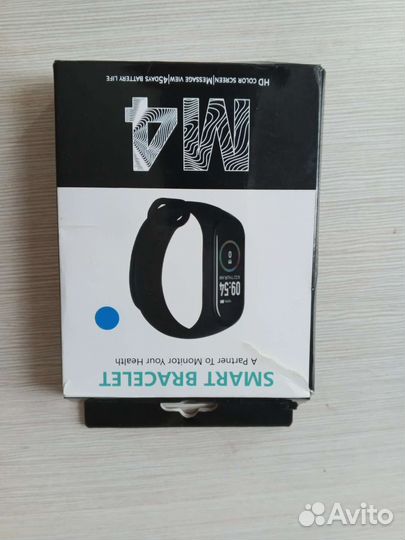 SMART BRACELET
A Partner To Monitor Your Health
09:54
M4
HD COLOR SCREEN|MESSAGE VIEW|45DAYS BATTERY LIFE
Avito